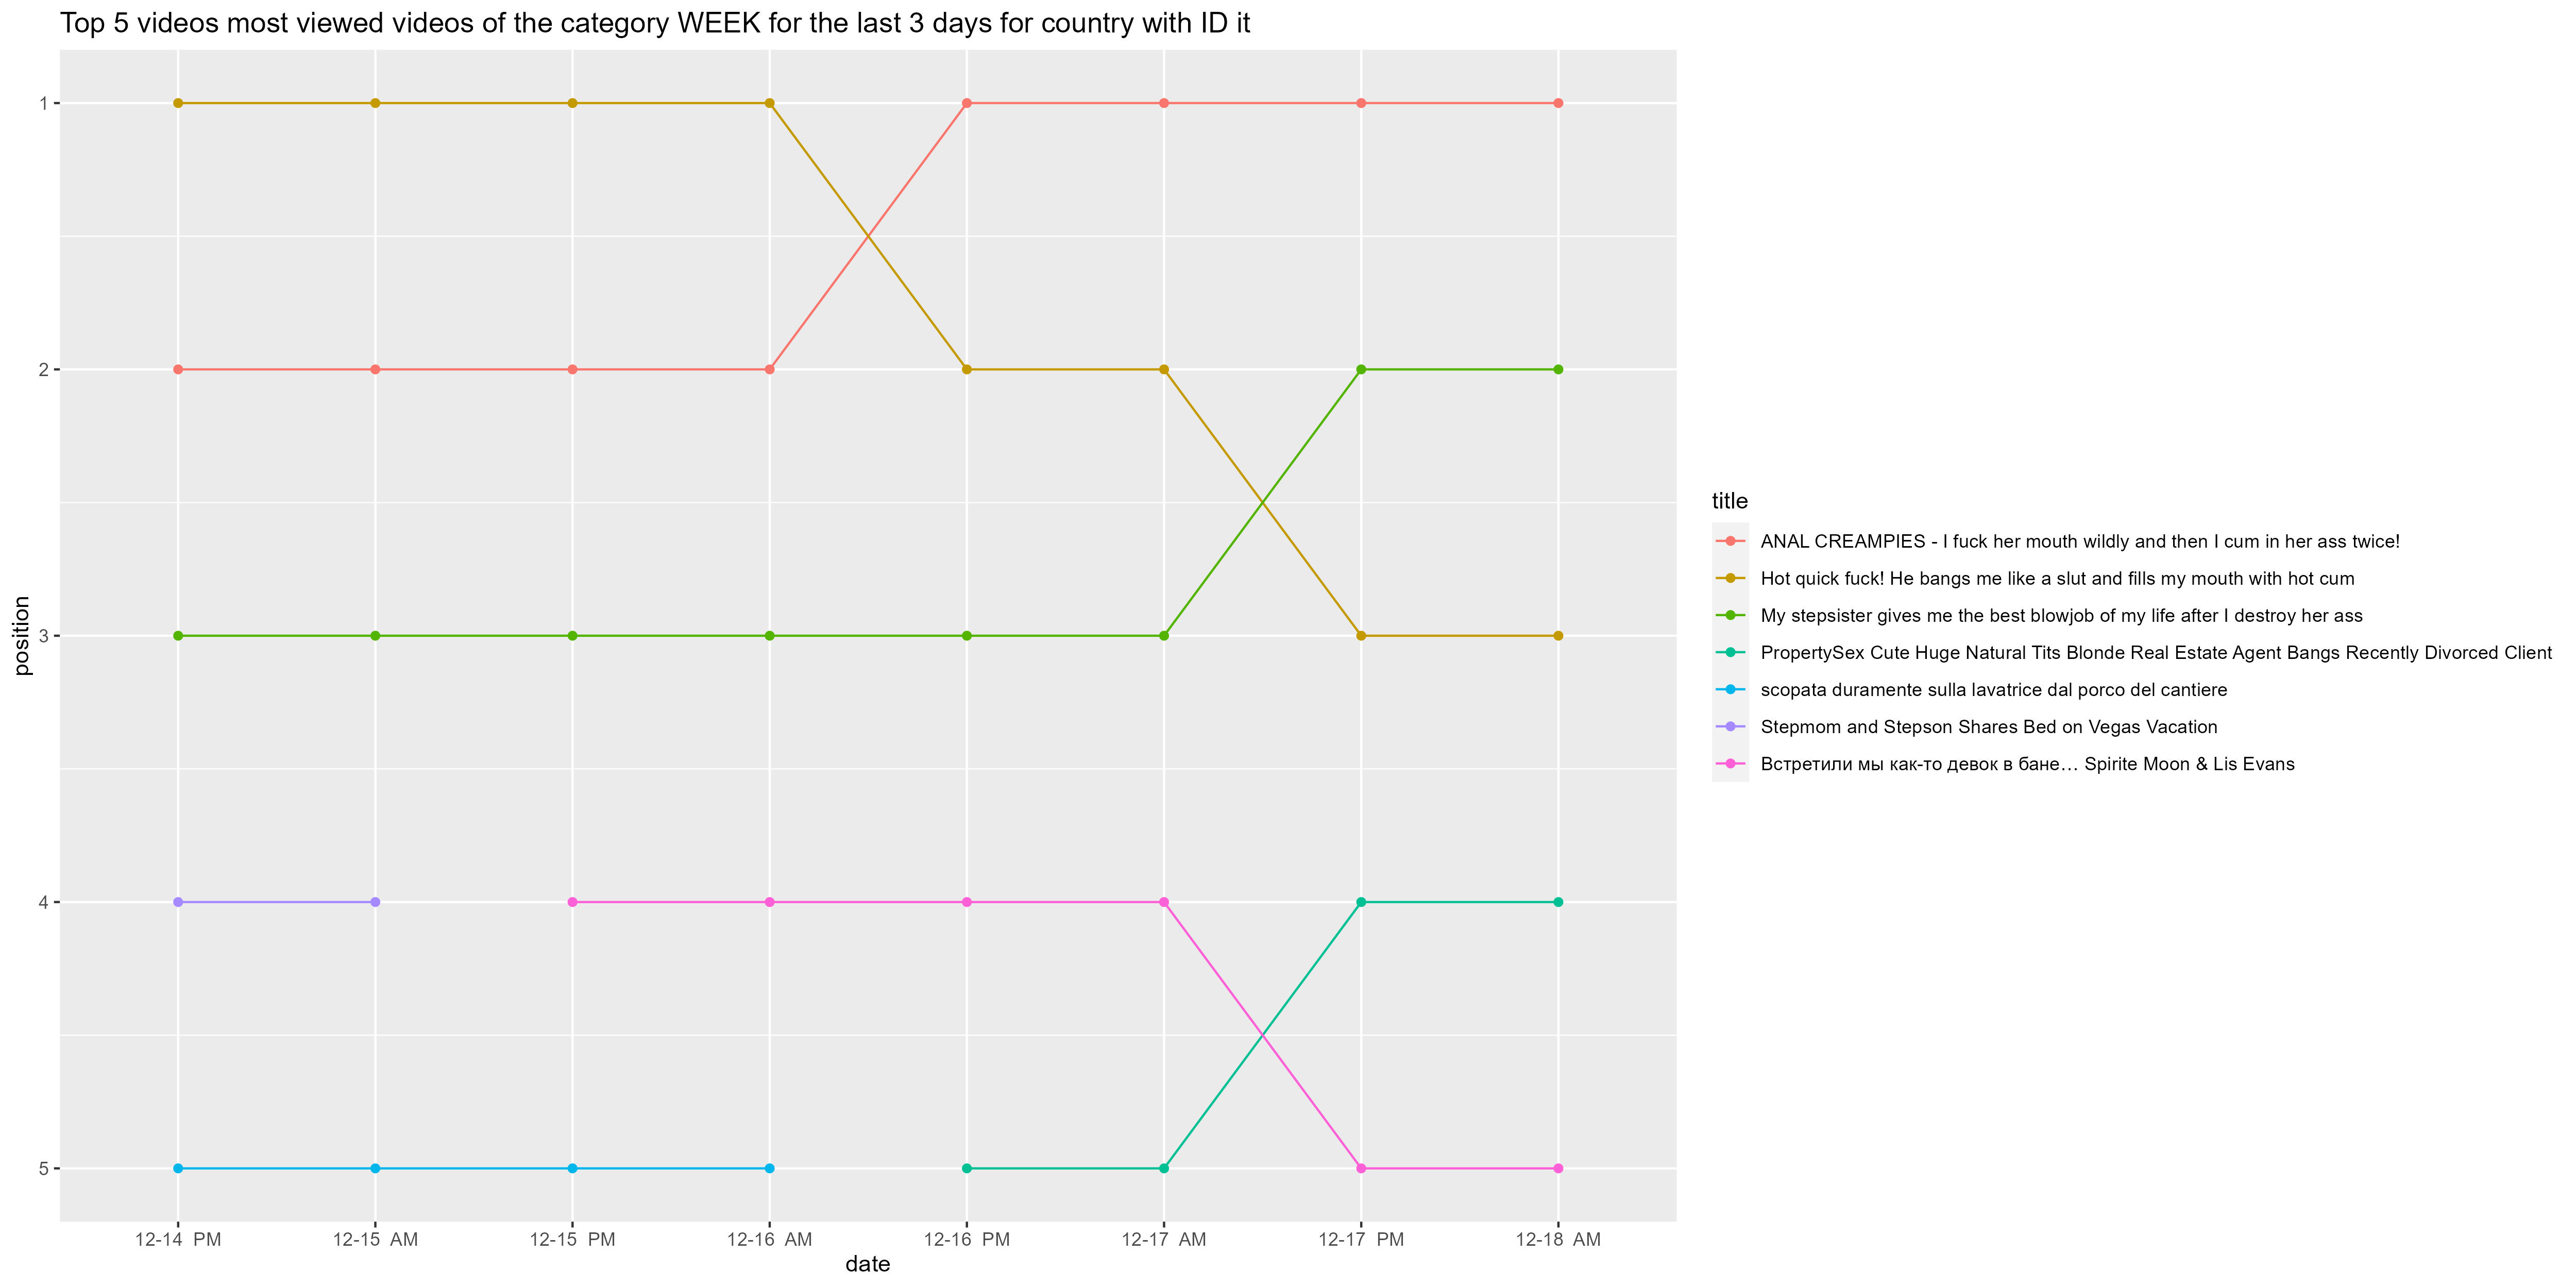 Top 5 videos most viewed videos of the category WEEK for the last 3 days for country with ID it
1
2
3
4
5
position
12-14 PM
12-15 AM
12-15 PM
12-16 AM
12-16 PM
12-17 AM
12-17 PM
12-18 AM
date
title
ANAL CREAMPIES - I fuck her mouth wildly and then I cum in her ass twice!
Hot quick fuck! He bangs me like a slut and fills my mouth with hot cum
My stepsister gives me the best blowjob of my life after I destroy her ass
PropertySex Cute Huge Natural Tits Blonde Real Estate Agent Bangs Recently Divorced Client
scopata duramente sulla lavatrice dal porco del cantiere
Stepmom and Stepson Shares Bed on Vegas Vacation
Встретили мы как-то девок в бане… Spirite Moon & Lis Evans